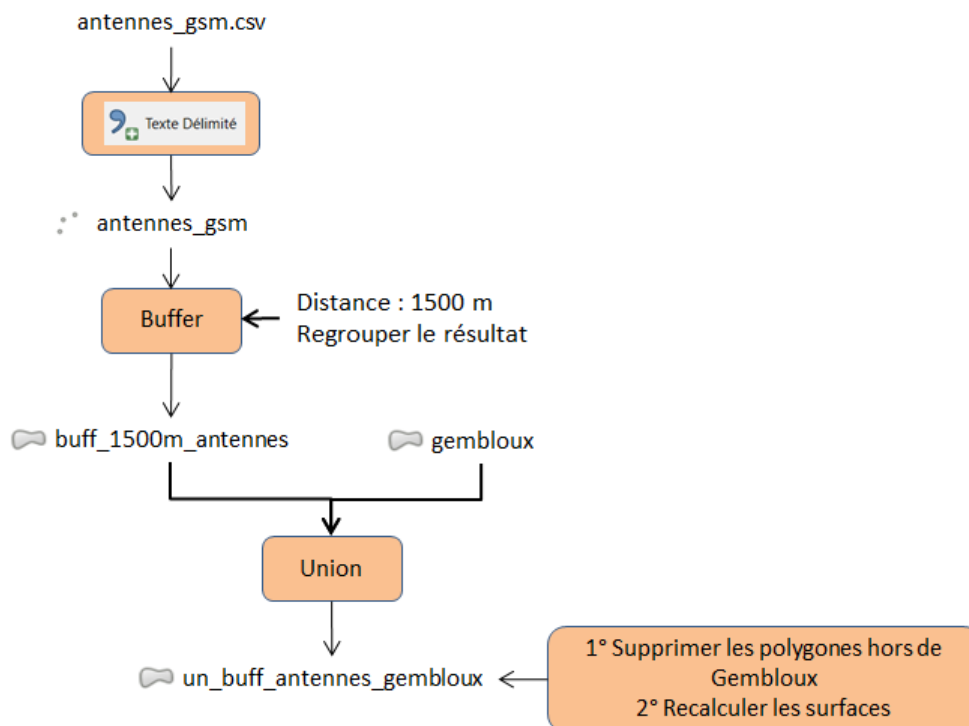 antennes_gsm.csv
Texte Délimité
antennes_gsm
Buffer
Distance : 1500 m
Regrouper le résultat
buff_1500m_antennes
gembloux
Union
un_buff_antennes_gembloux
1° Supprimer les polygones hors de
Gembloux
2° Recalculer les surfaces